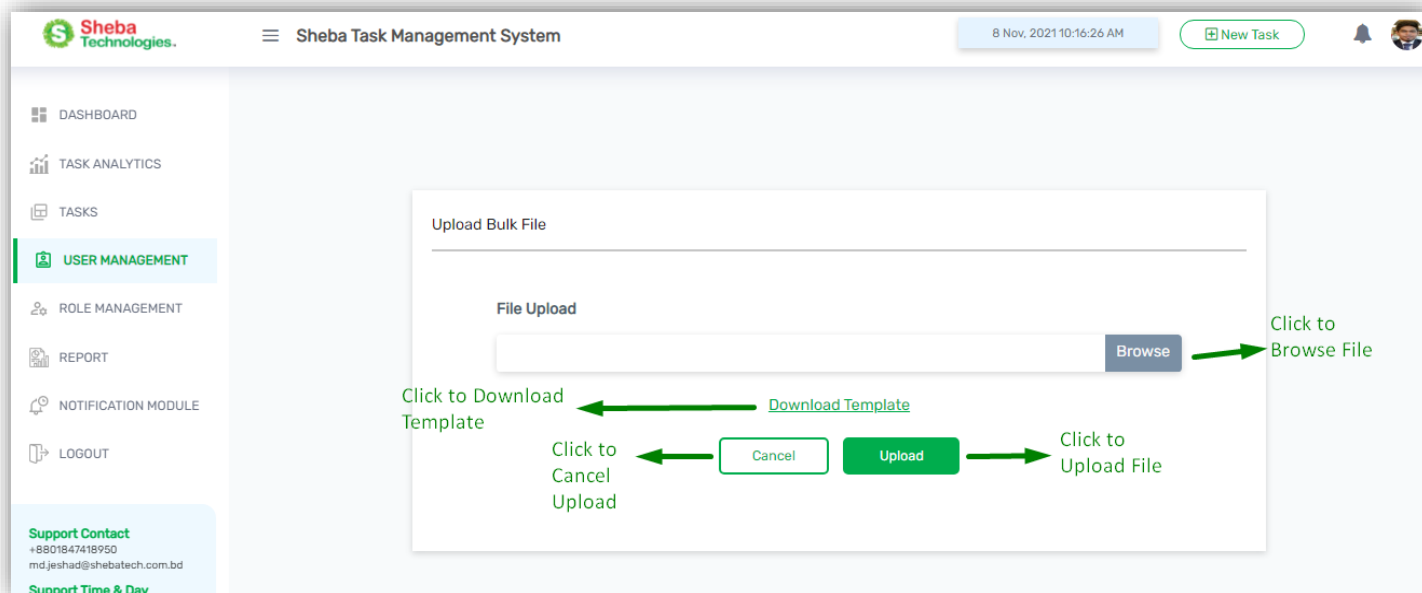 Sheba
Technologies.
Sheba Task Management System
8 Nov, 2021 10:16:26 AM
New Task
DASHBOARD
TASK ANALYTICS
TASKS
USER MANAGEMENT
ROLE MANAGEMENT
REPORT
NOTIFICATION MODULE
LOGOUT
Support Contact
+8801847418950
md.jeshad@shebatech.com.bd
Support Time & Day
Upload Bulk File
File Upload
Browse
Click to
Browse File
Click to Download
Template
Download Template
Click to
Cancel
Upload
Cancel
Upload
Click to
Upload File